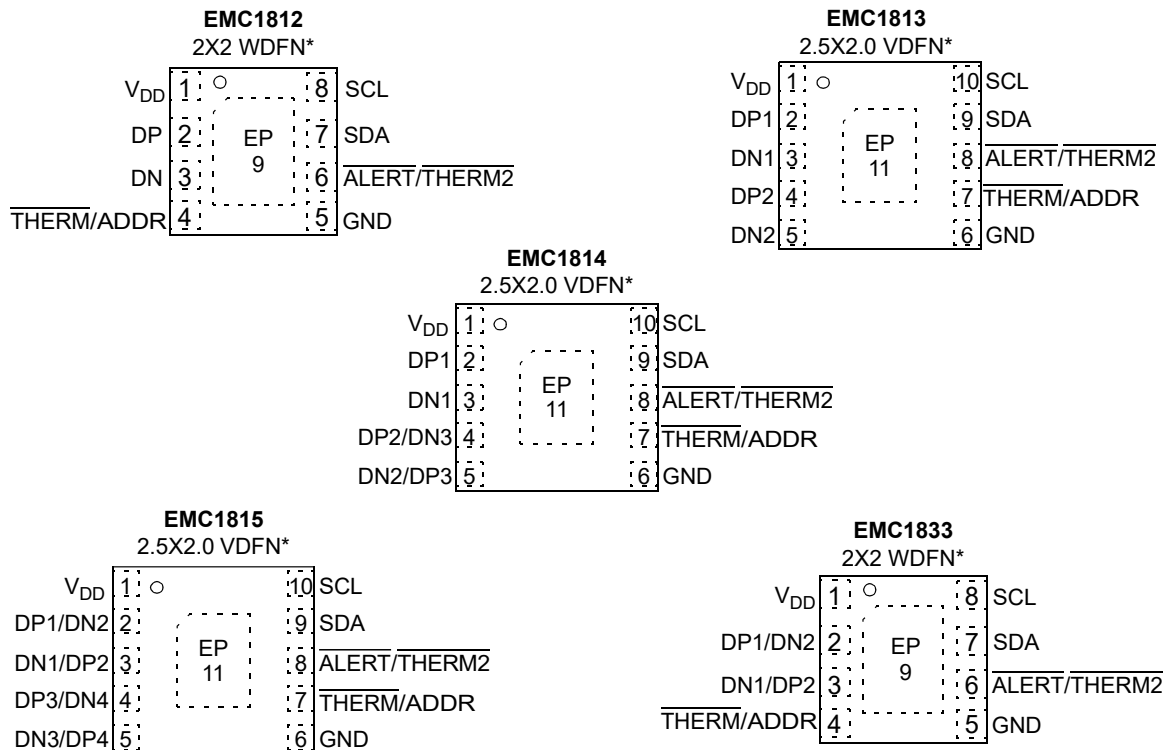 EMC1812
2X2 WDFN*
VDD 1 8 SCL
DP 2 EP 7 SDA
DN 3 9 6 ALERT/THERM2
THERM/ADDR 4 5 GND
EMC1813
2.5X2.0 VDFN*
VDD 1 10 SCL
DP1 2 9 SDA
DN1 3 EP 11 8 ALERT/THERM2
DP2 4 7 THERM/ADDR
DN2 5 6 GND
EMC1814
2.5X2.0 VDFN*
VDD 1 10 SCL
DP1 2 9 SDA
DN1 3 EP 11 8 ALERT/THERM2
DP2/DN3 4 7 THERM/ADDR
DN2/DP3 5 6 GND
EMC1815
2.5X2.0 VDFN*
VDD 1 10 SCL
DP1/DN2 2 9 SDA
DN1/DP2 3 EP 11 8 ALERT/THERM2
DP3/DN4 4 7 THERM/ADDR
DN3/DP4 5 6 GND
EMC1833
2X2 WDFN*
VDD 1 8 SCL
DP1/DN2 2 EP 7 SDA
DN1/DP2 3 9 6 ALERT/THERM2
THERM/ADDR 4 5 GND